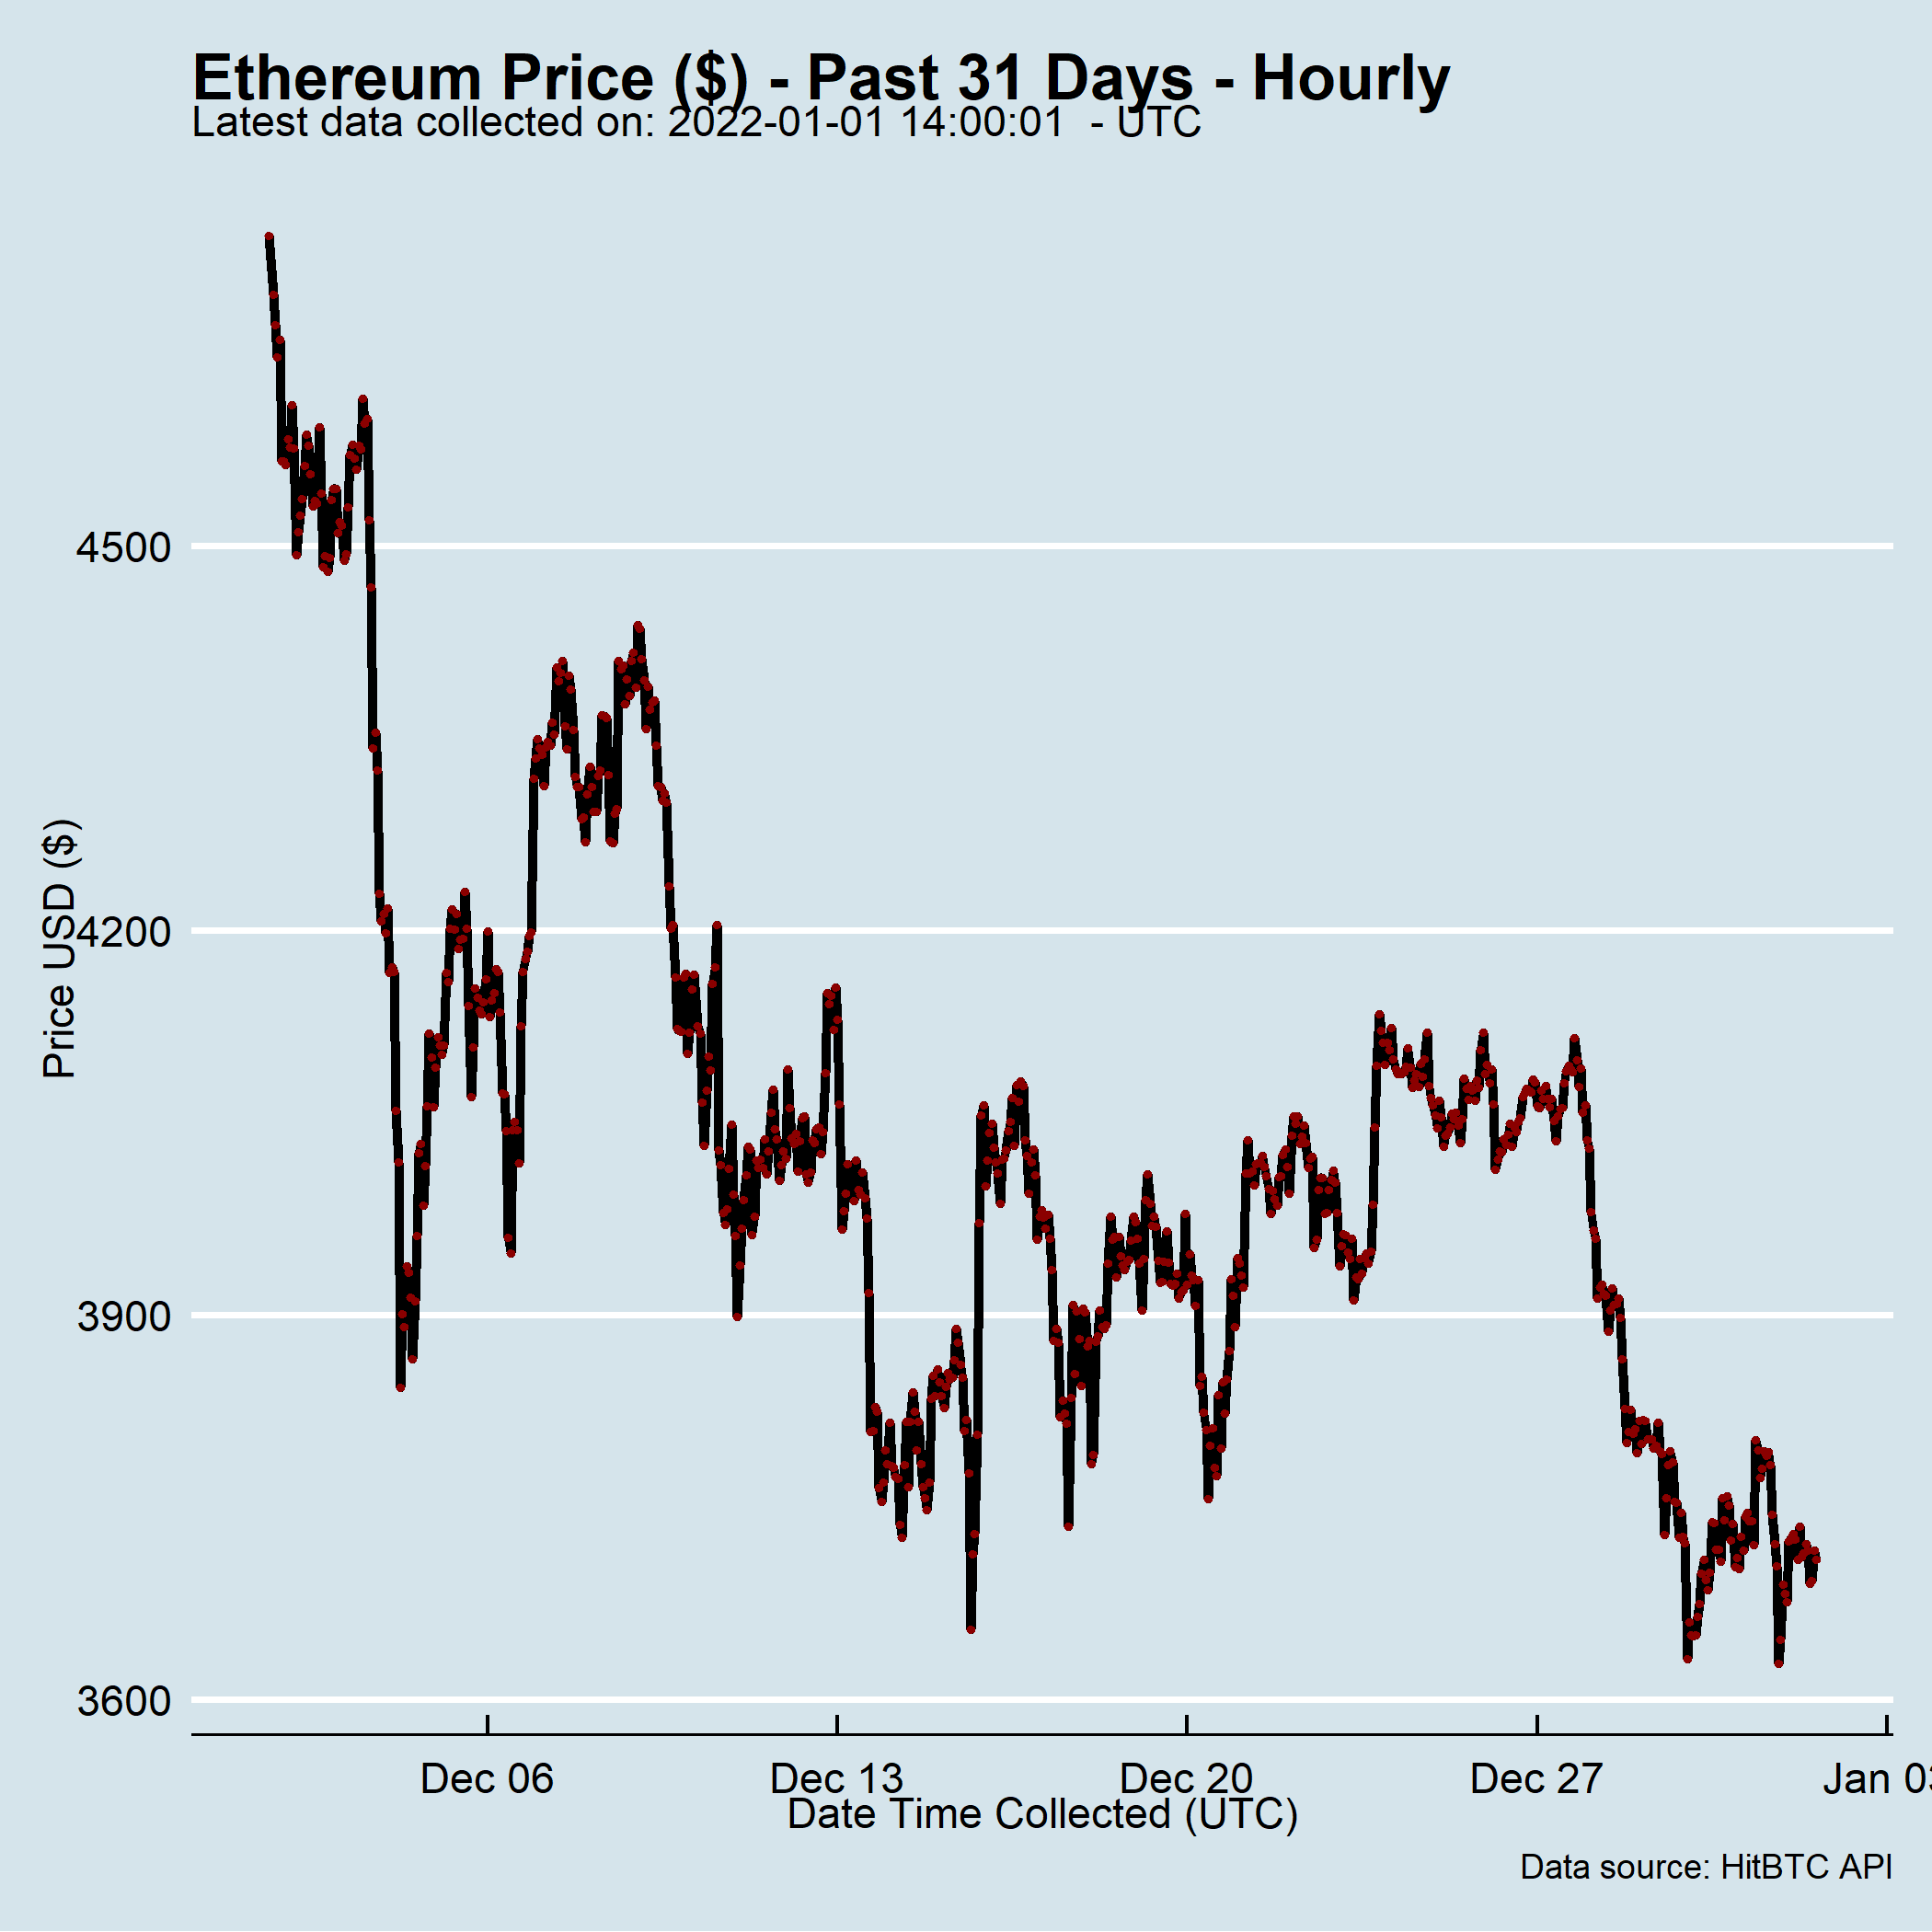 Ethereum Price ($) - Past 31 Days - Hourly
Latest data collected on: 2022-01-01 14:00:01  - UTC
Price USD ($)
4500
4200
3900
3600
Dec 06
Dec 13
Dec 20
Dec 27
Jan 03
Date Time Collected (UTC)
Data source: HitBTC API